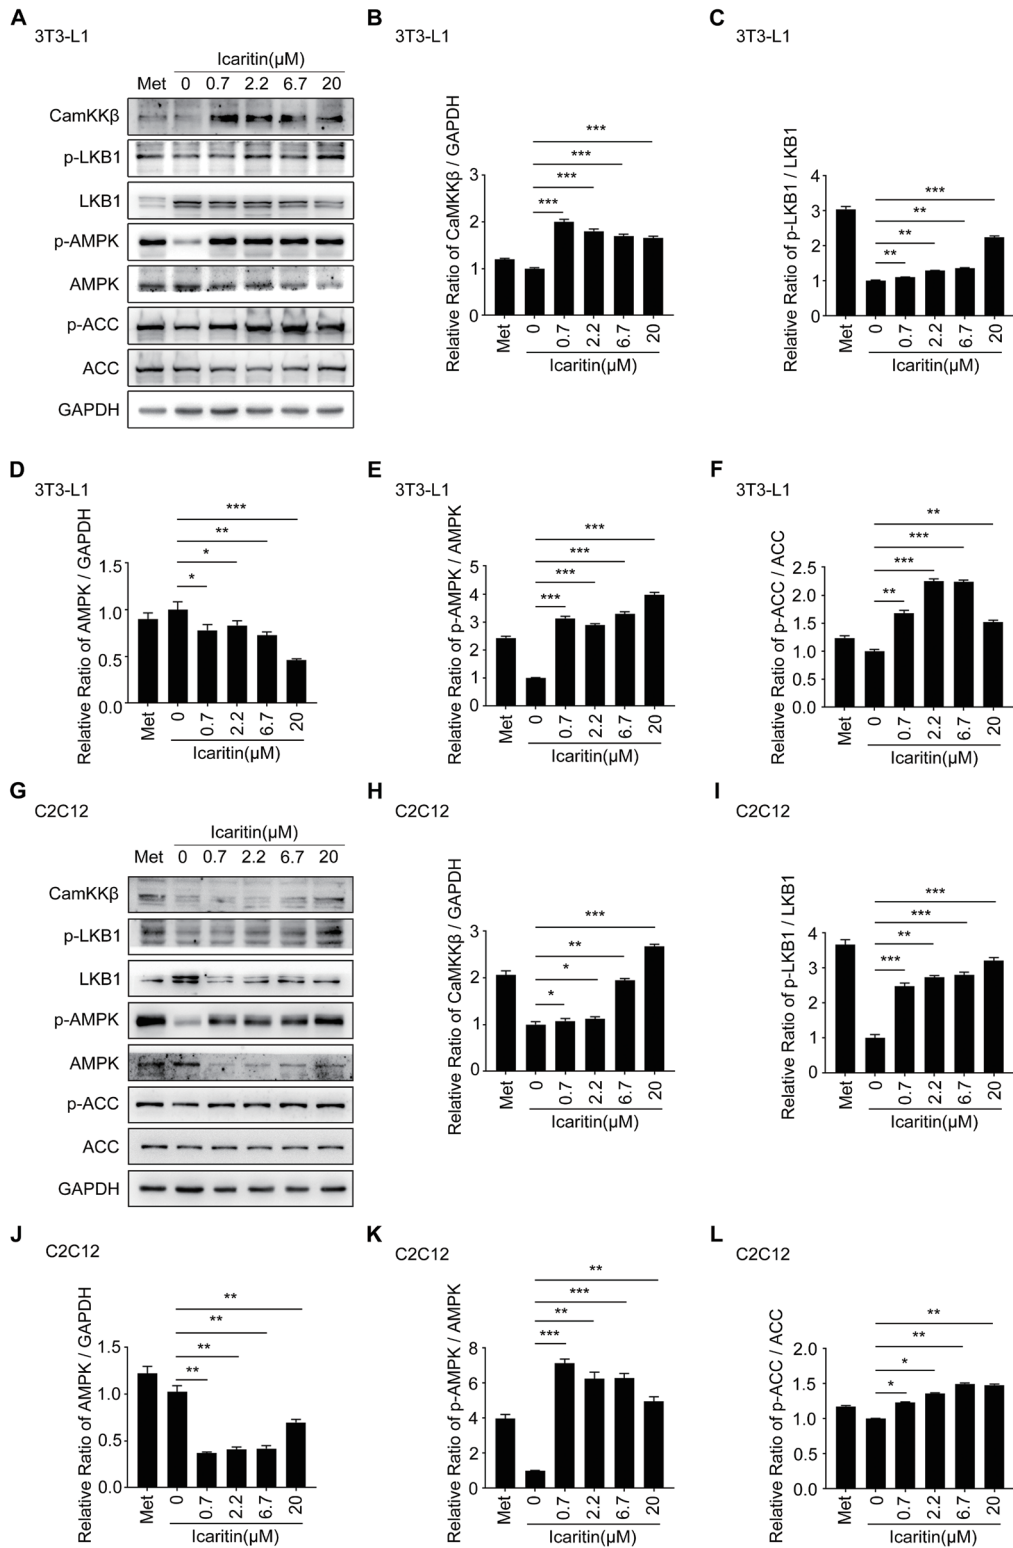 A
3T3-L1
Icaritin(µM)
Met 0 0.7 2.2 6.7 20
CamKKβ
p-LKB1
LKB1
p-AMPK
AMPK
p-ACC
ACC
GAPDH
B
3T3-L1
Relative Ratio of CaMKKβ / GAPDH
***
***
***
***
3
2
1
0
Met 0 0.7 2.2 6.7 20
Icaritin(µM)
C
3T3-L1
Relative Ratio of p-LKB1 / LKB1
***
**
**
**
4
3
2
1
0
Met 0 0.7 2.2 6.7 20
Icaritin(µM)
D
3T3-L1
Relative Ratio of AMPK / GAPDH
***
**
*
*
1.5
1.0
0.5
0.0
Met 0 0.7 2.2 6.7 20
Icaritin(µM)
E
3T3-L1
Relative Ratio of p-AMPK / AMPK
***
***
***
***
5
4
3
2
1
0
Met 0 0.7 2.2 6.7 20
Icaritin(µM)
F
3T3-L1
Relative Ratio of p-ACC / ACC
**
***
***
**
2.5
2.0
1.5
1.0
0.5
0.0
Met 0 0.7 2.2 6.7 20
Icaritin(µM)
G
C2C12
Icaritin(µM)
Met 0 0.7 2.2 6.7 20
CamKKβ
p-LKB1
LKB1
p-AMPK
AMPK
p-ACC
ACC
GAPDH
H
C2C12
Relative Ratio of CaMKKβ / GAPDH
***
**
*
*
3
2
1
0
Met 0 0.7 2.2 6.7 20
Icaritin(µM)
I
C2C12
Relative Ratio of p-LKB1 / LKB1
***
***
**
***
4
3
2
1
0
Met 0 0.7 2.2 6.7 20
Icaritin(µM)
J
C2C12
Relative Ratio of AMPK / GAPDH
**
**
**
**
1.5
1.0
0.5
0.0
Met 0 0.7 2.2 6.7 20
Icaritin(µM)
K
C2C12
Relative Ratio of p-AMPK / AMPK
**
***
**
***
8
6
4
2
0
Met 0 0.7 2.2 6.7 20
Icaritin(µM)
L
C2C12
Relative Ratio of p-ACC / ACC
**
**
*
*
2.0
1.5
1.0
0.5
0.0
Met 0 0.7 2.2 6.7 20
Icaritin(µM)